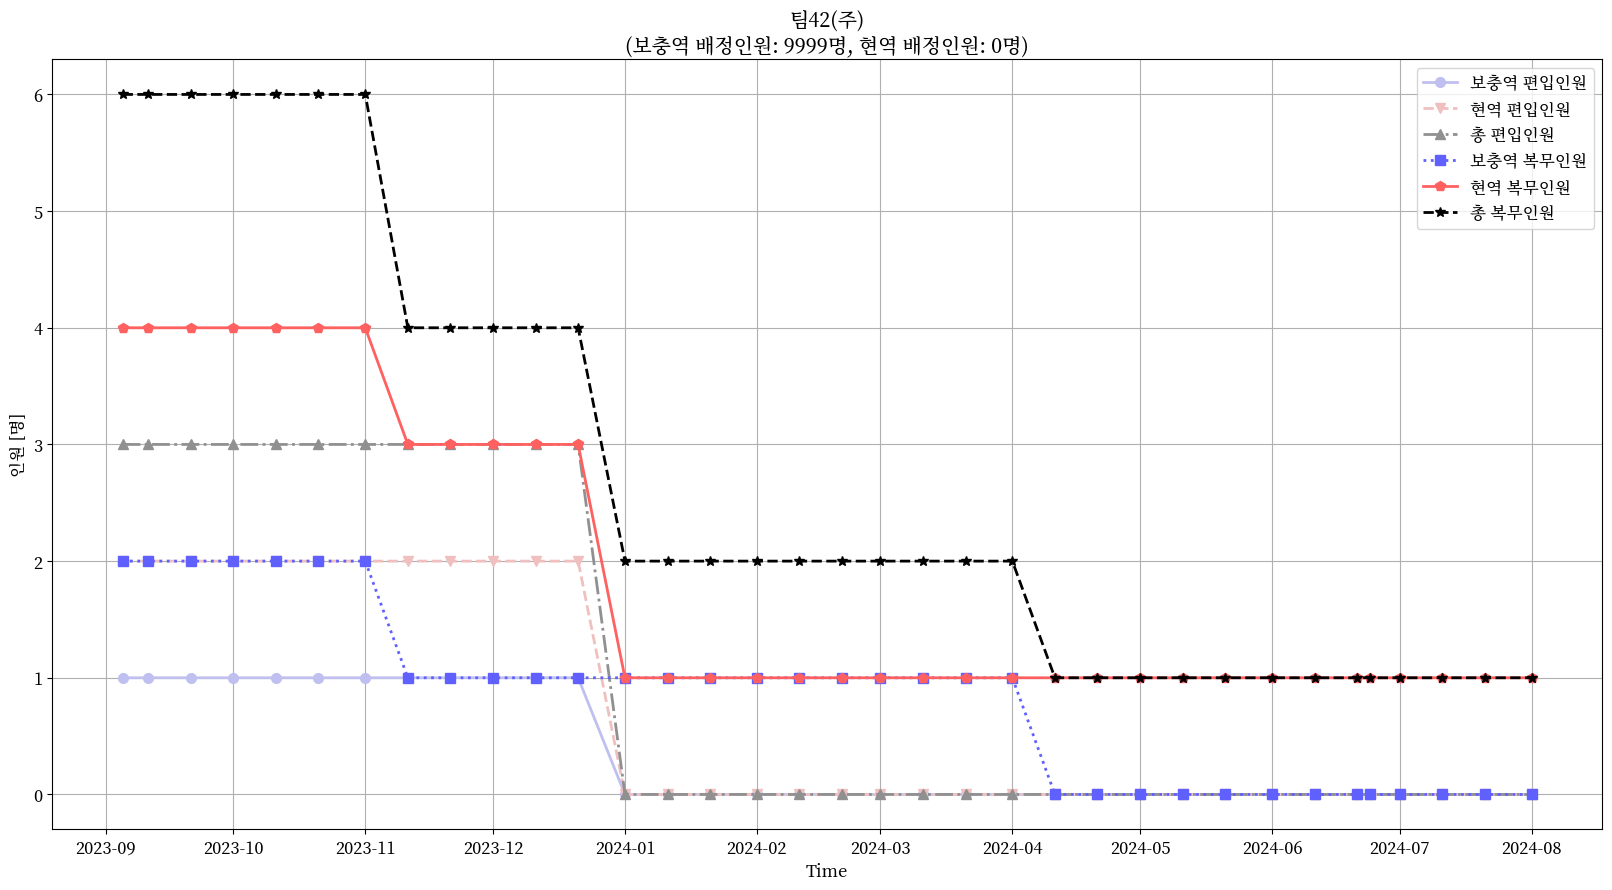 팀42(주)
(보충역 배정인원: 9999명, 현역 배정인원: 0명)
보충역 편입인원
현역 편입인원
총 편입인원
보충역 복무인원
현역 복무인원
총 복무인원
인원 [명]
6
5
4
3
2
1
0
2023-09 2023-10 2023-11 2023-12 2024-01 2024-02 2024-03 2024-04 2024-05 2024-06 2024-07 2024-08
Time